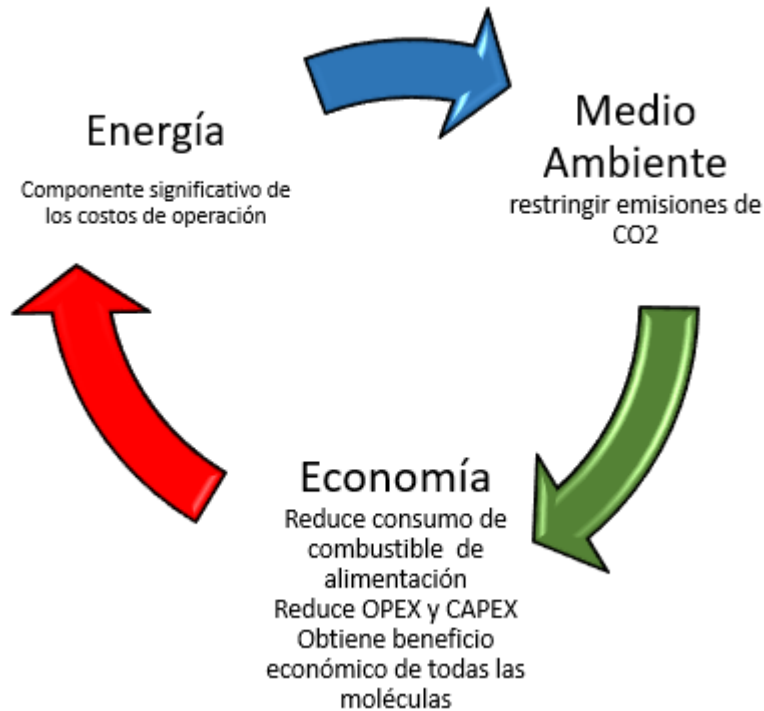 Energía
Componente significativo de
los costos de operación
Medio
Ambiente
restringir emisiones de
CO2
Economía
Reduce consumo de
combustible de
alimentación
Reduce OPEX y CAPEX
Obtiene beneficio
económico de todas las
moléculas